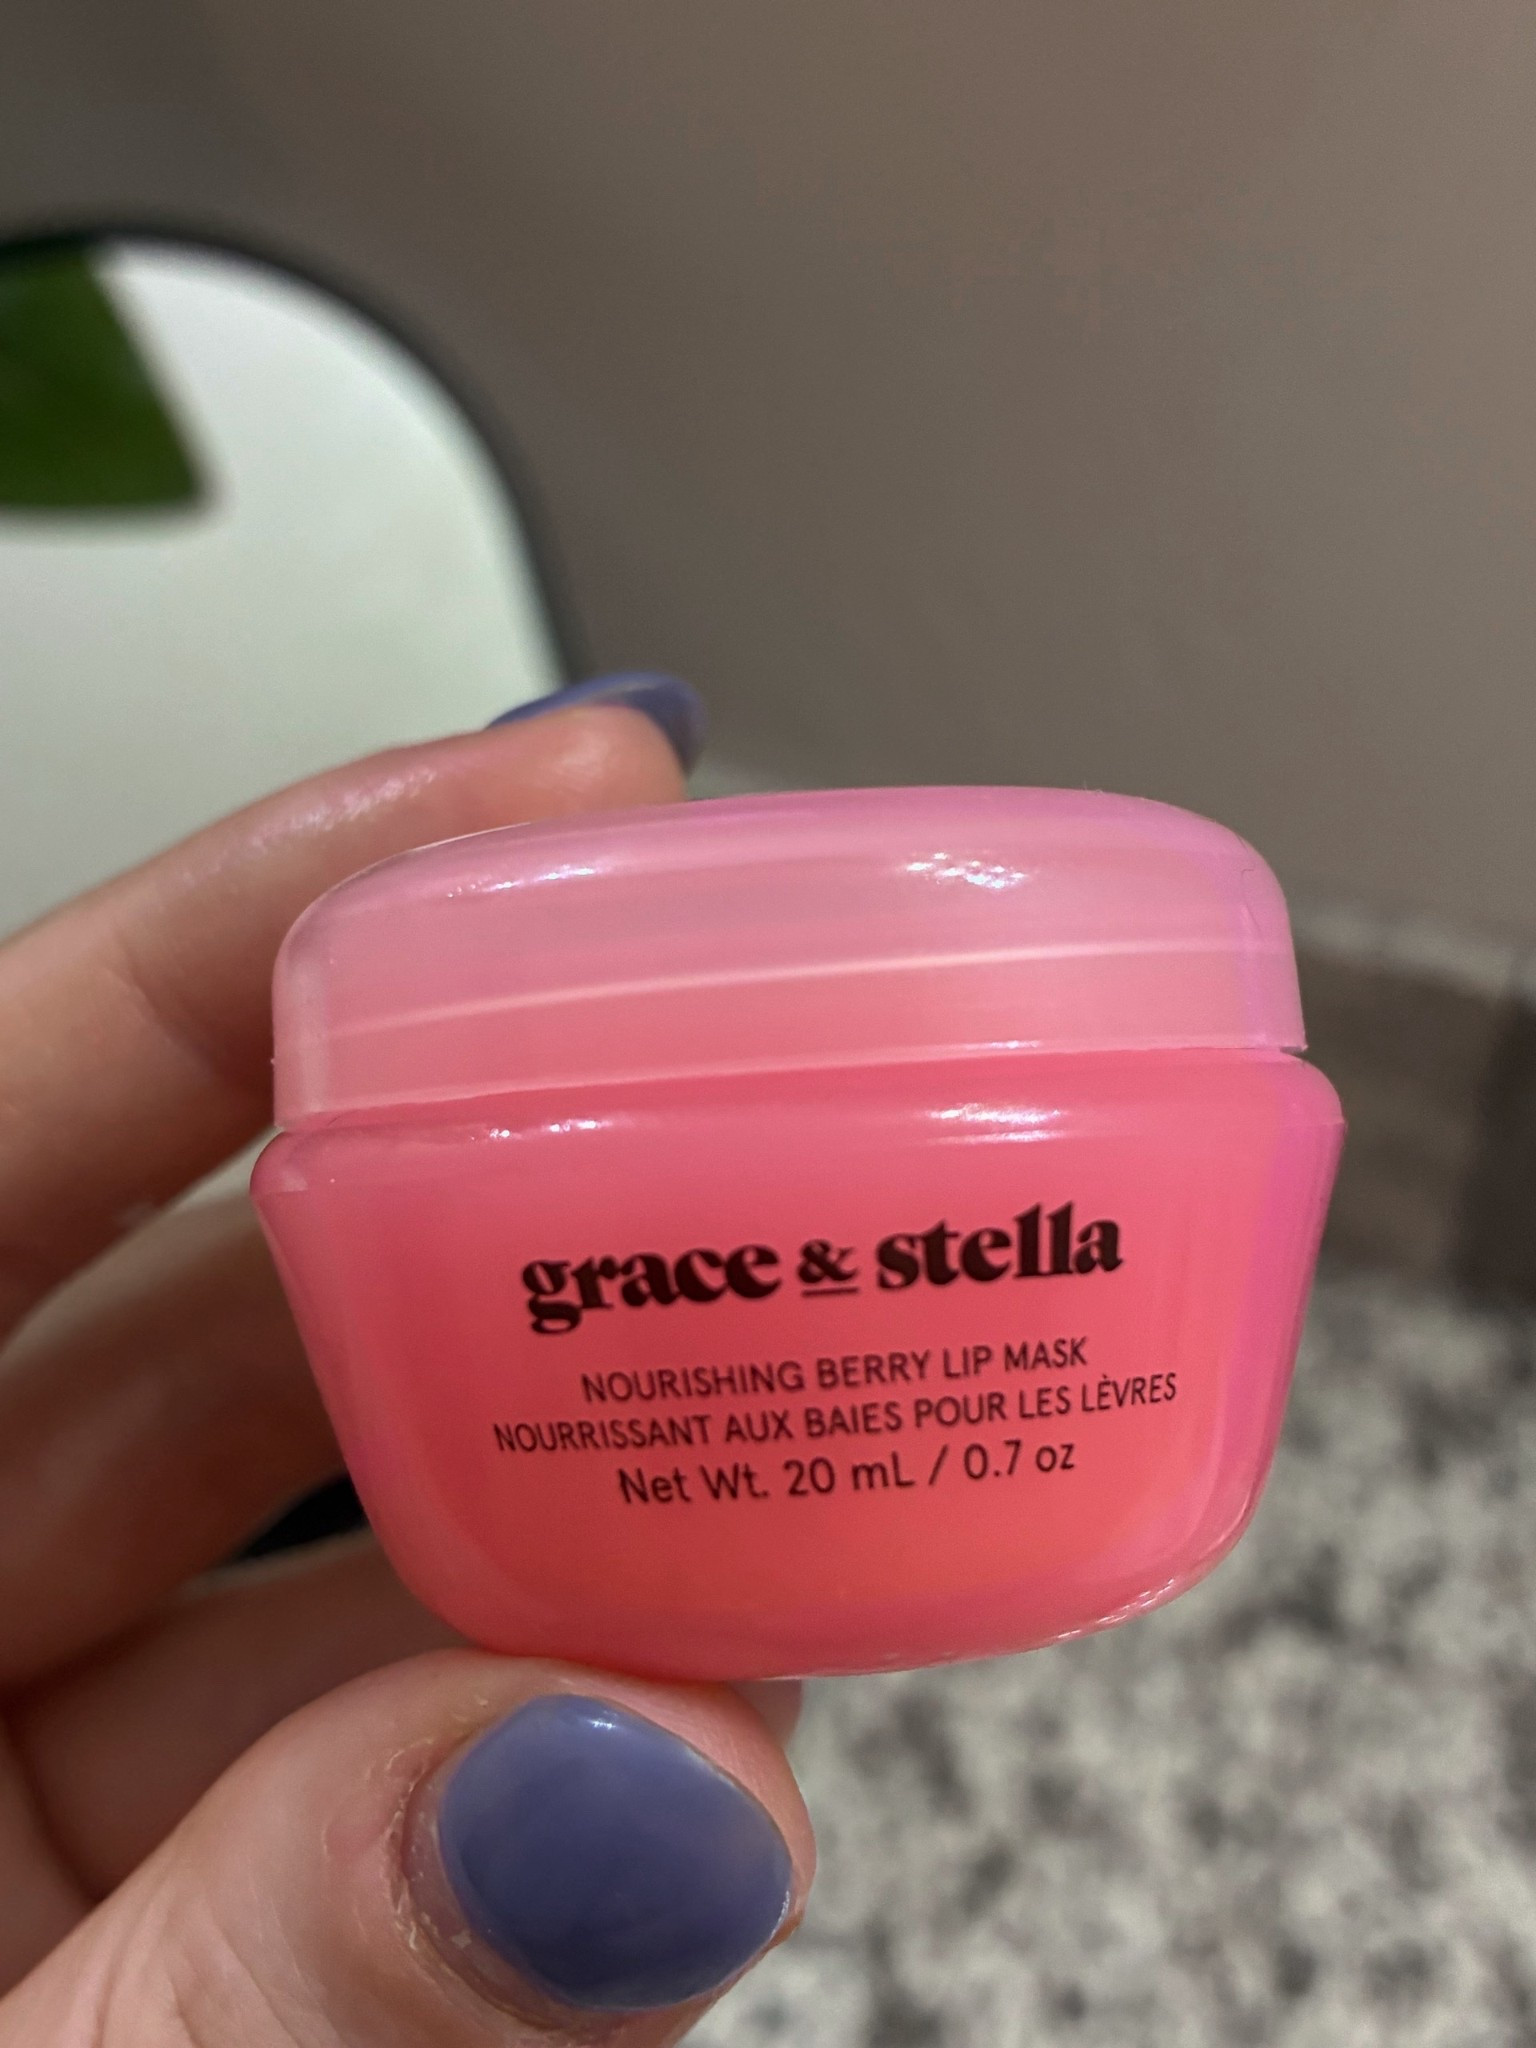 grace & stella
NOURISHING BERRY LIP MASK
NOURRISSANT AUX BAIES POUR LES LÈVRES
Net Wt. 20 mL / 0.7 oz